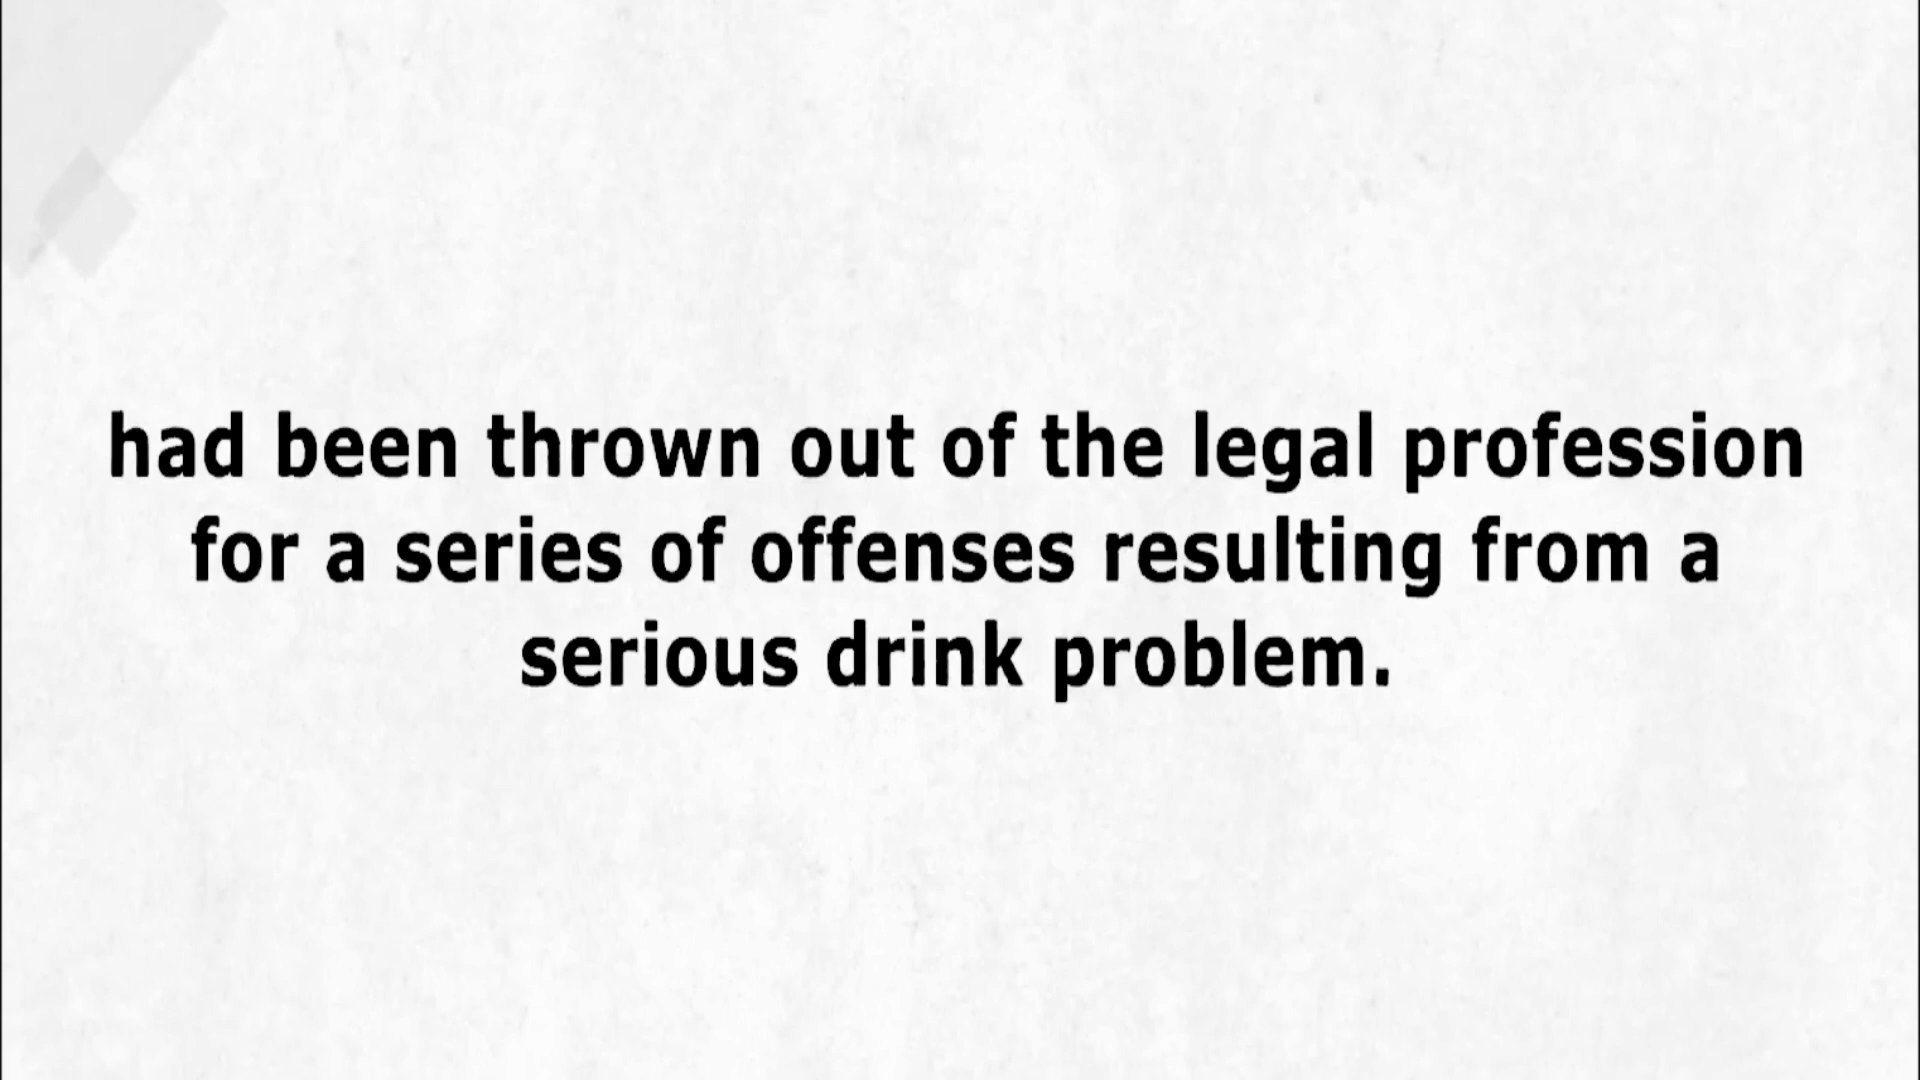 had been thrown out of the legal profession
for a series of offenses resulting from a
serious drink problem.